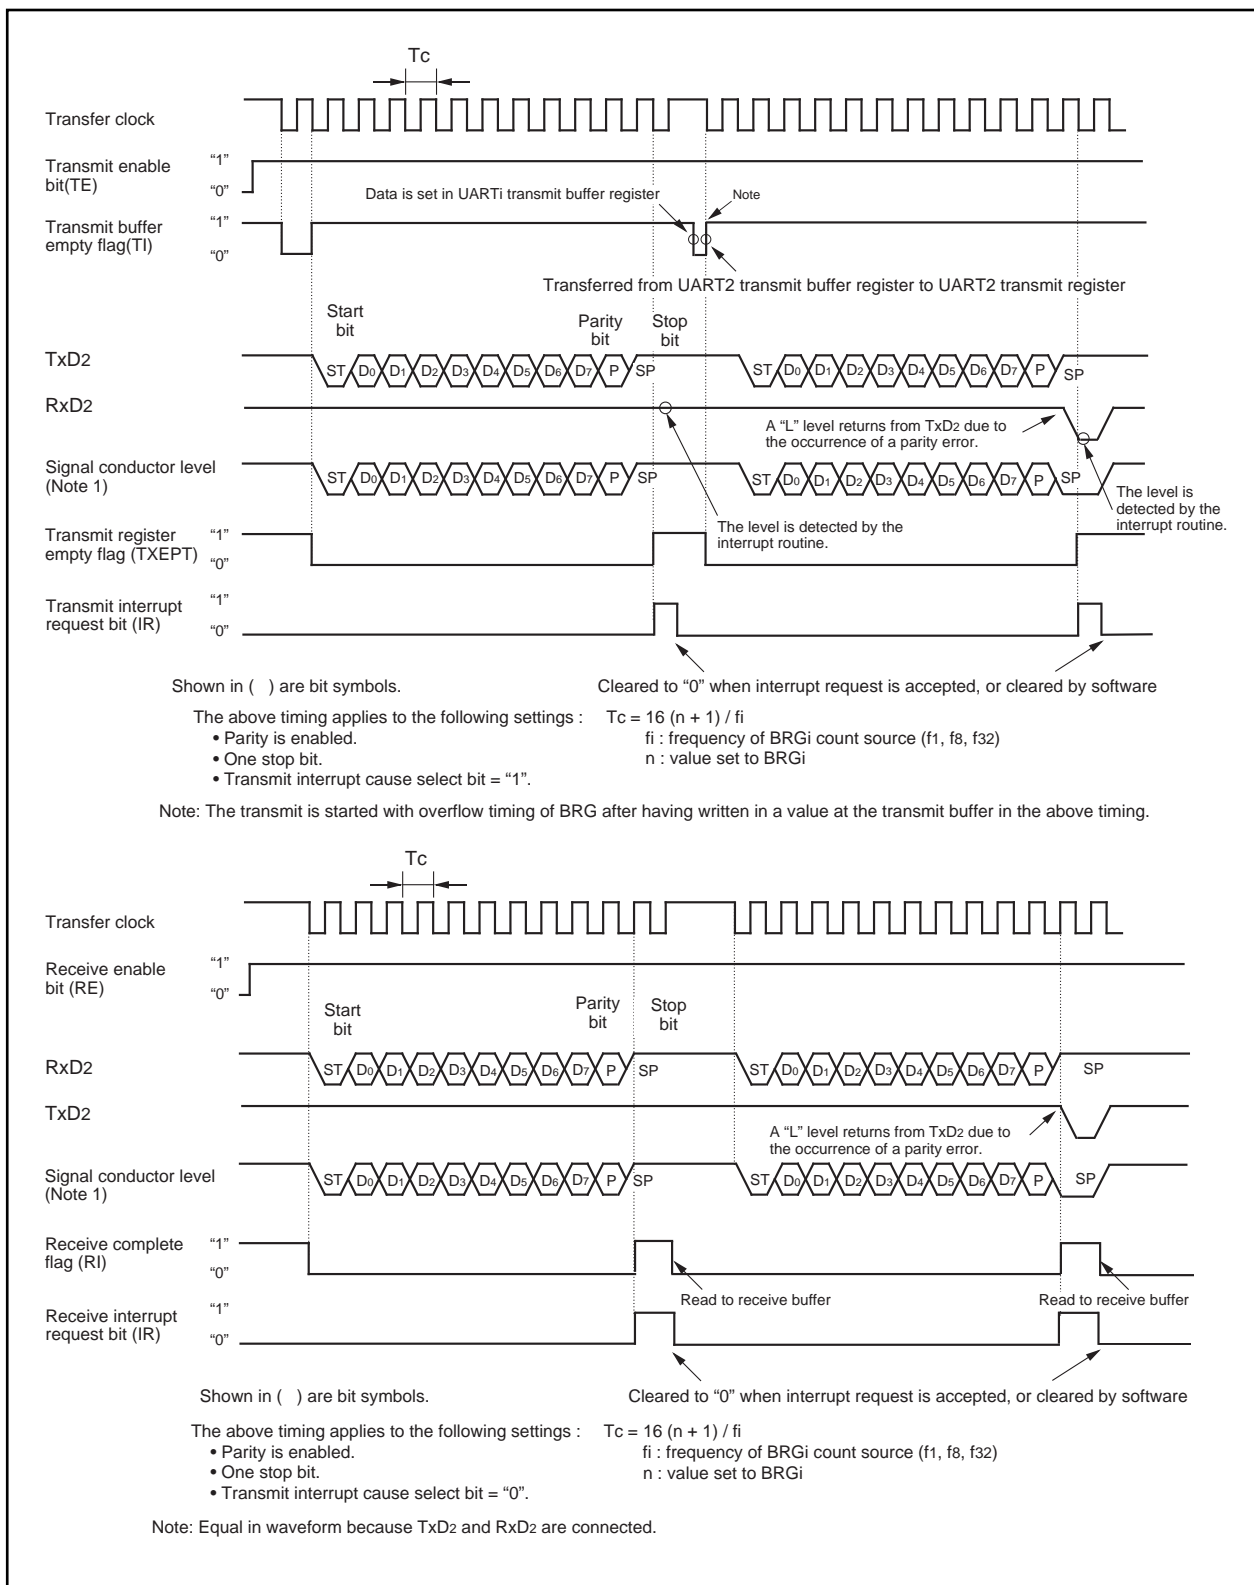 Tc
Transfer clock
Transmit enable
bit(TE)
“1”
“0”
Data is set in UARTi transmit buffer register
Note
Transmit buffer
empty flag(TI)
“1”
“0”
Transferred from UART2 transmit buffer register to UART2 transmit register
Start
bit
Parity
bit
Stop
bit
TxD2
ST D0 D1 D2 D3 D4 D5 D6 D7 P SP
ST D0 D1 D2 D3 D4 D5 D6 D7 P SP
RxD2
A “L” level returns from TxD2 due to
the occurrence of a parity error.
Signal conductor level
(Note 1)
ST D0 D1 D2 D3 D4 D5 D6 D7 P SP
ST D0 D1 D2 D3 D4 D5 D6 D7 P SP
The level is
detected by the
interrupt routine.
The level is detected by the
interrupt routine.
Transmit register
empty flag (TXEPT)
“1”
“0”
Transmit interrupt
request bit (IR)
“1”
“0”
Shown in ( ) are bit symbols.
Cleared to “0” when interrupt request is accepted, or cleared by software
The above timing applies to the following settings :
• Parity is enabled.
• One stop bit.
• Transmit interrupt cause select bit = “1”.
Tc = 16 (n + 1) / fi
fi : frequency of BRGi count source (f1, f8, f32)
n : value set to BRGi
Note: The transmit is started with overflow timing of BRG after having written in a value at the transmit buffer in the above timing.
Tc
Transfer clock
Receive enable
bit (RE)
“1”
“0”
Start
bit
Parity
bit
Stop
bit
RxD2
ST D0 D1 D2 D3 D4 D5 D6 D7 P SP
ST D0 D1 D2 D3 D4 D5 D6 D7 P SP
TxD2
A “L” level returns from TxD2 due to
the occurrence of a parity error.
Signal conductor level
(Note 1)
ST D0 D1 D2 D3 D4 D5 D6 D7 P SP
ST D0 D1 D2 D3 D4 D5 D6 D7 P SP
Receive complete
flag (RI)
“1”
“0”
Read to receive buffer
Read to receive buffer
Receive interrupt
request bit (IR)
“1”
“0”
Shown in ( ) are bit symbols.
Cleared to “0” when interrupt request is accepted, or cleared by software
The above timing applies to the following settings :
• Parity is enabled.
• One stop bit.
• Transmit interrupt cause select bit = “0”.
Tc = 16 (n + 1) / fi
fi : frequency of BRGi count source (f1, f8, f32)
n : value set to BRGi
Note: Equal in waveform because TxD2 and RxD2 are connected.